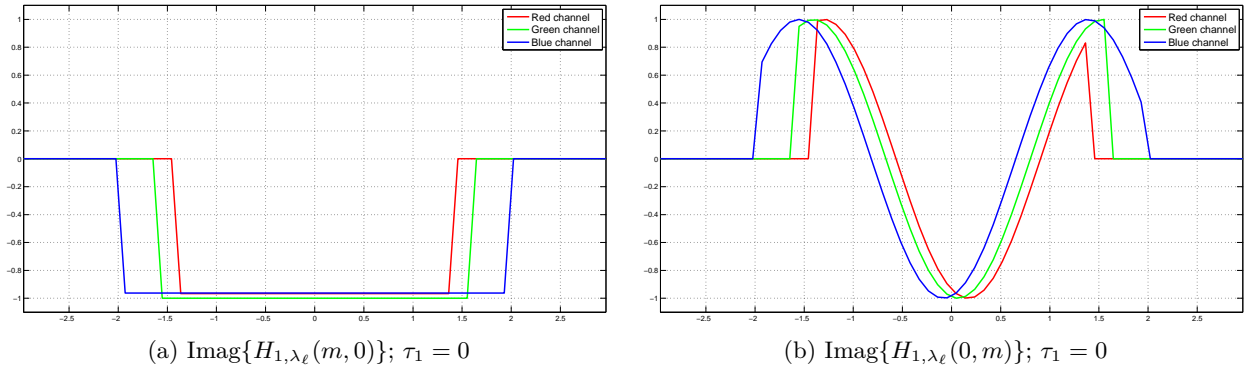 1
0.8
0.6
0.4
0.2
0
−0.2
−0.4
−0.6
−0.8
−1
−2.5 −2 −1.5 −1 −0.5 0 0.5 1 1.5 2 2.5
Red channel
Green channel
Blue channel
(a) Imag{H₁,λ_ℓ(m, 0)}; τ₁ = 0
1
0.8
0.6
0.4
0.2
0
−0.2
−0.4
−0.6
−0.8
−1
−2.5 −2 −1.5 −1 −0.5 0 0.5 1 1.5 2 2.5
Red channel
Green channel
Blue channel
(b) Imag{H₁,λ_ℓ(0, m)}; τ₁ = 0